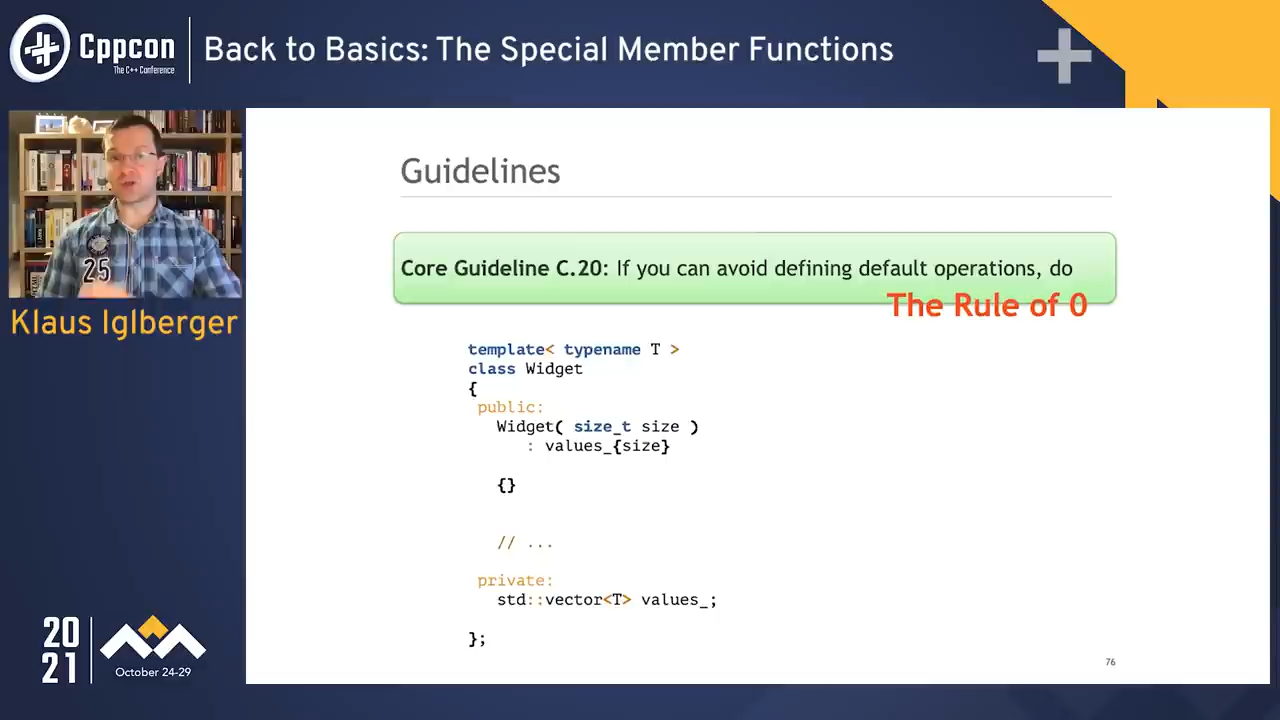 Cppcon
The C++ Conference
Back to Basics: The Special Member Functions
25
Klaus Iglberger
Guidelines
Core Guideline C.20: If you can avoid defining default operations, do
The Rule of 0
template< typename T >
class Widget
{
public:
Widget( size_t size )
: values_{size}
{}
// ...
private:
std::vector<T> values_;
};
76
20
21
October 24-29